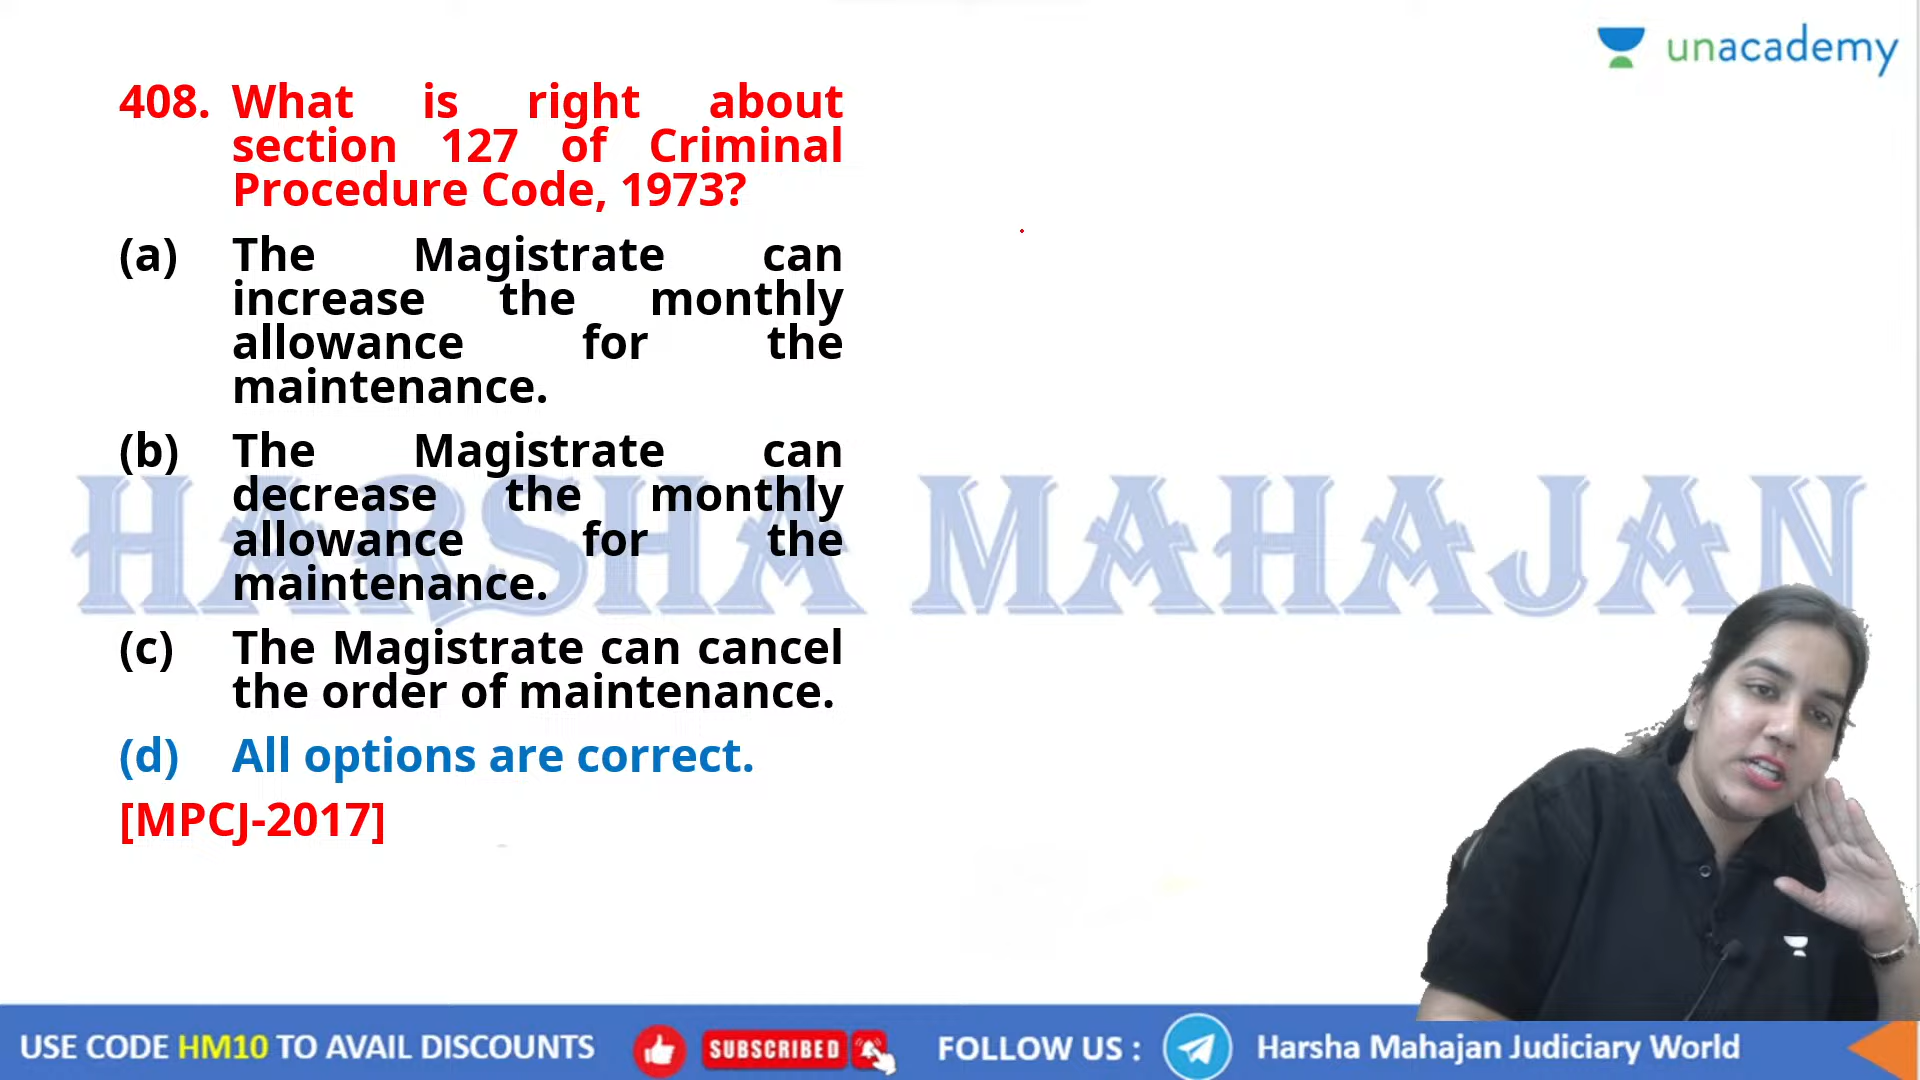 unacademy
408. What is right about
section 127 of Criminal
Procedure Code, 1973?
(a) The Magistrate can
increase the monthly
allowance for the
maintenance.
(b) The Magistrate can
decrease the monthly
allowance for the
maintenance.
HARSHA MAHAJAN
(c) The Magistrate can cancel
the order of maintenance.
(d) All options are correct.
[MPCJ-2017]
USE CODE HM10 TO AVAIL DISCOUNTS
SUBSCRIBED
FOLLOW US :
Harsha Mahajan Judiciary World